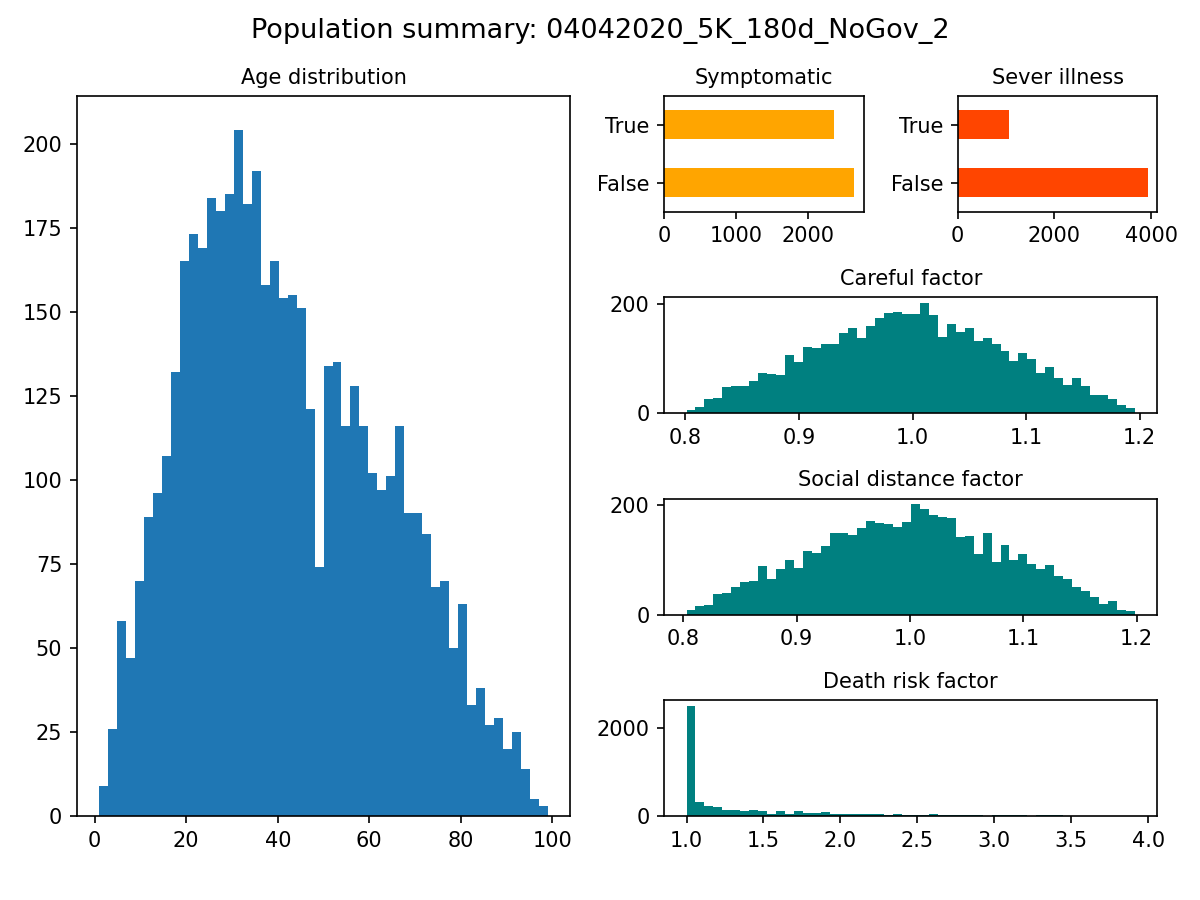 Population summary: 04042020_5K_180d_NoGov_2
Age distribution
200
175
150
125
100
75
50
25
0
0 20 40 60 80 100
Symptomatic
True
False
0 1000 2000
Sever illness
True
False
0 2000 4000
Careful factor
200
0
0.8 0.9 1.0 1.1 1.2
Social distance factor
200
0
0.8 0.9 1.0 1.1 1.2
Death risk factor
2000
0
1.0 1.5 2.0 2.5 3.0 3.5 4.0